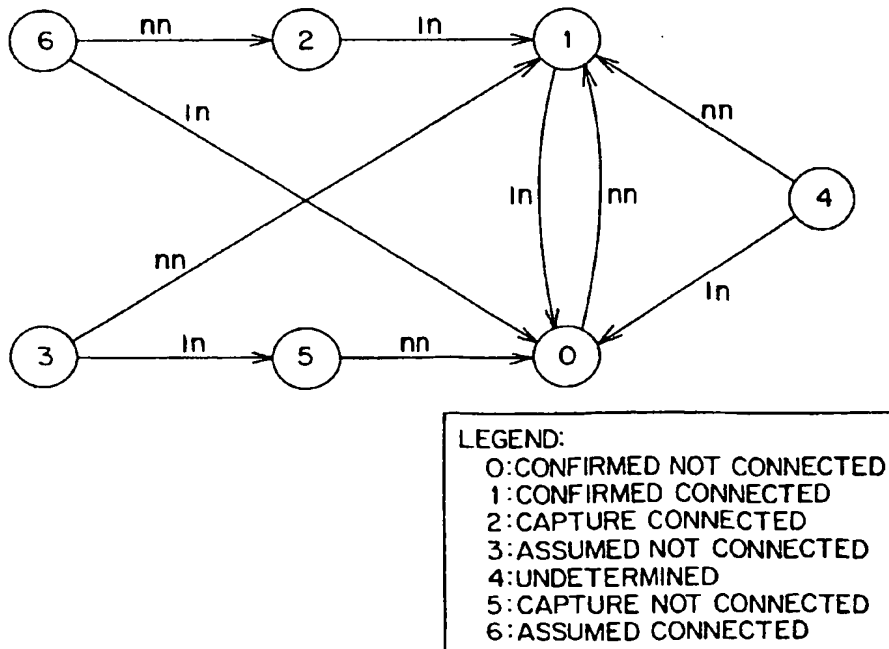 6 nn 2 ln 1
ln
nn
ln nn
4
nn
ln
3 ln 5 nn 0
LEGEND:
0:CONFIRMED NOT CONNECTED
1:CONFIRMED CONNECTED
2:CAPTURE CONNECTED
3:ASSUMED NOT CONNECTED
4:UNDETERMINED
5:CAPTURE NOT CONNECTED
6:ASSUMED CONNECTED